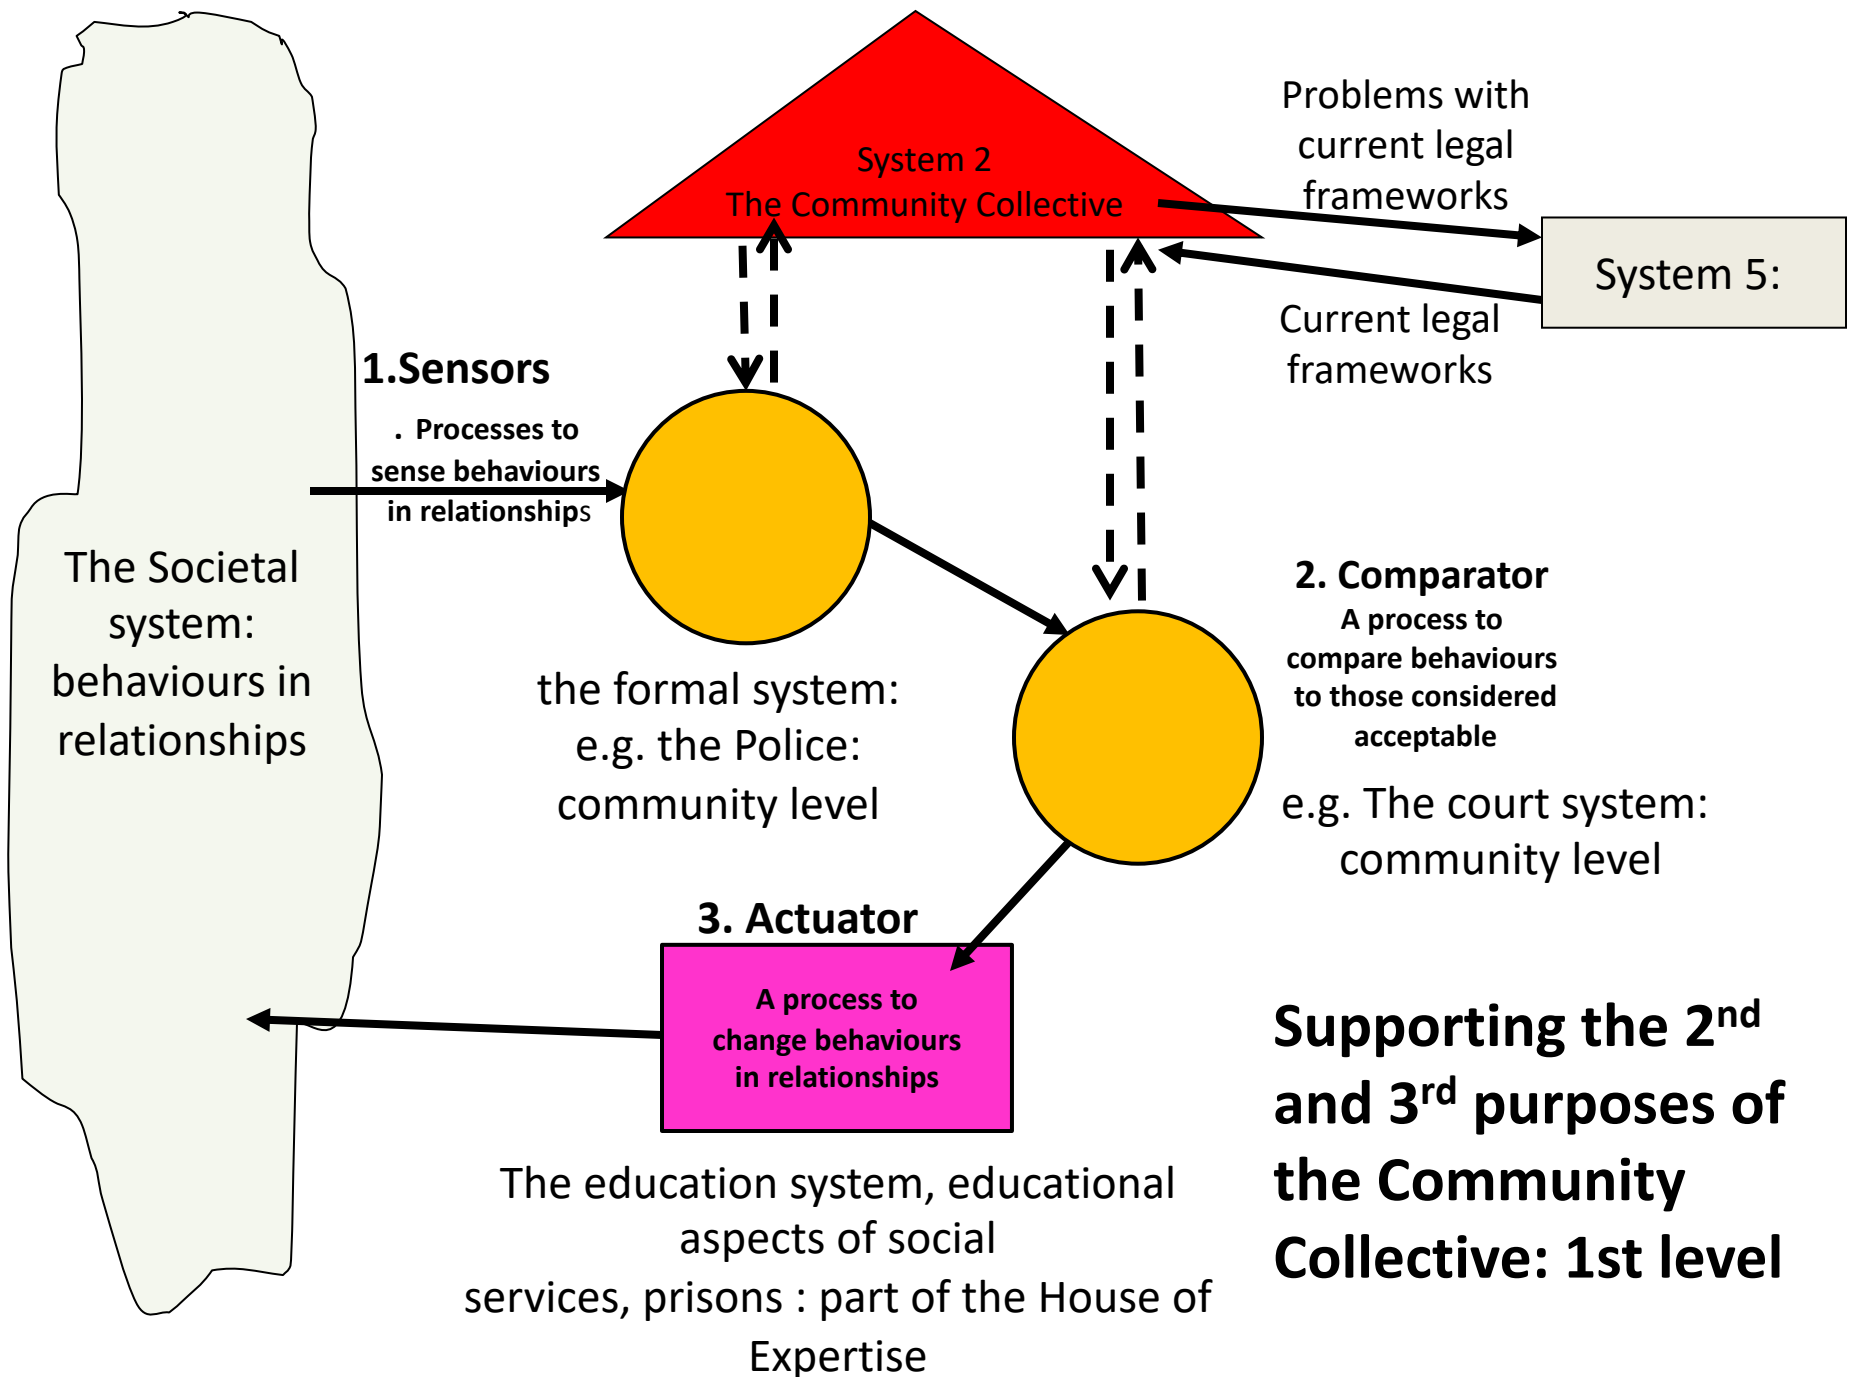 System 2
The Community Collective
Problems with
current legal
frameworks
System 5:
Current legal
frameworks
1.Sensors
. Processes to
sense behaviours
in relationships
The Societal
system:
behaviours in
relationships
the formal system:
e.g. the Police:
community level
2. Comparator
A process to
compare behaviours
to those considered
acceptable
e.g. The court system:
community level
3. Actuator
A process to
change behaviours
in relationships
The education system, educational
aspects of social
services, prisons : part of the House of
Expertise
Supporting the 2nd
and 3rd purposes of
the Community
Collective: 1st level